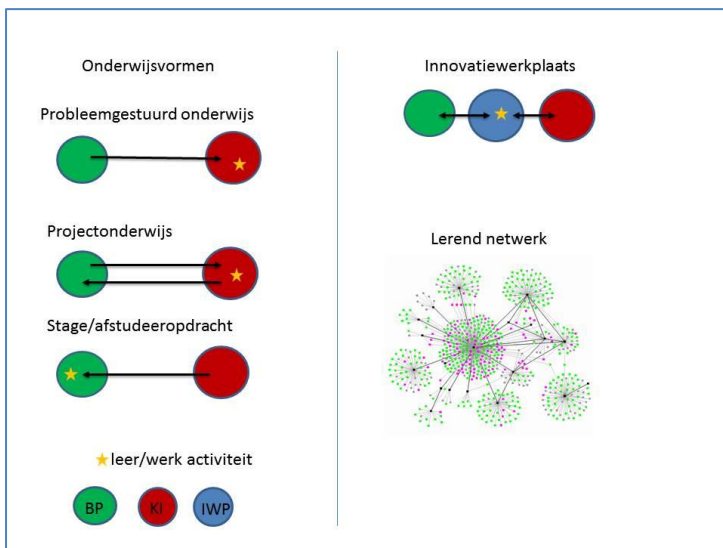 Onderwijsvormen
Probleemgestuurd onderwijs
Projectonderwijs
Stage/afstudeeropdracht
leer/werk activiteit
BP
KI
IWP
Innovatiewerkplaats
Lerend netwerk